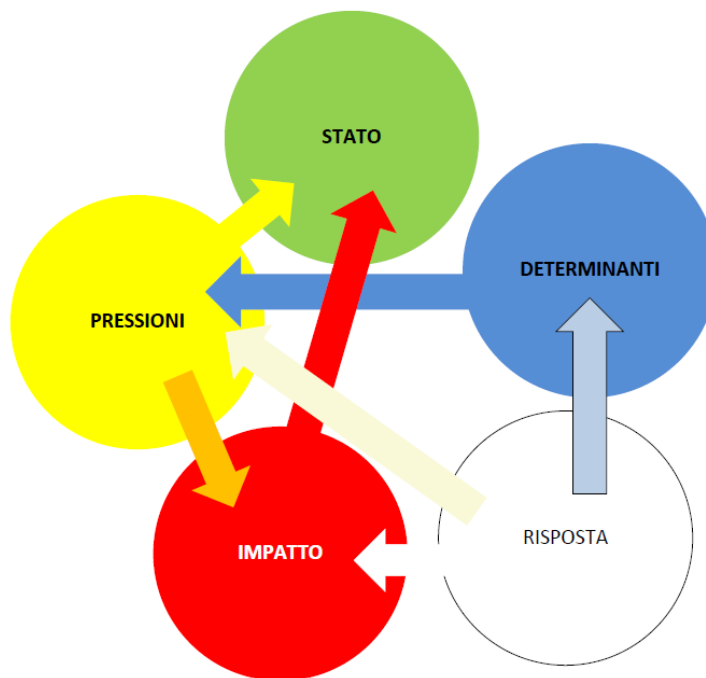 STATO
DETERMINANTI
PRESSIONI
RISPOSTA
IMPATTO